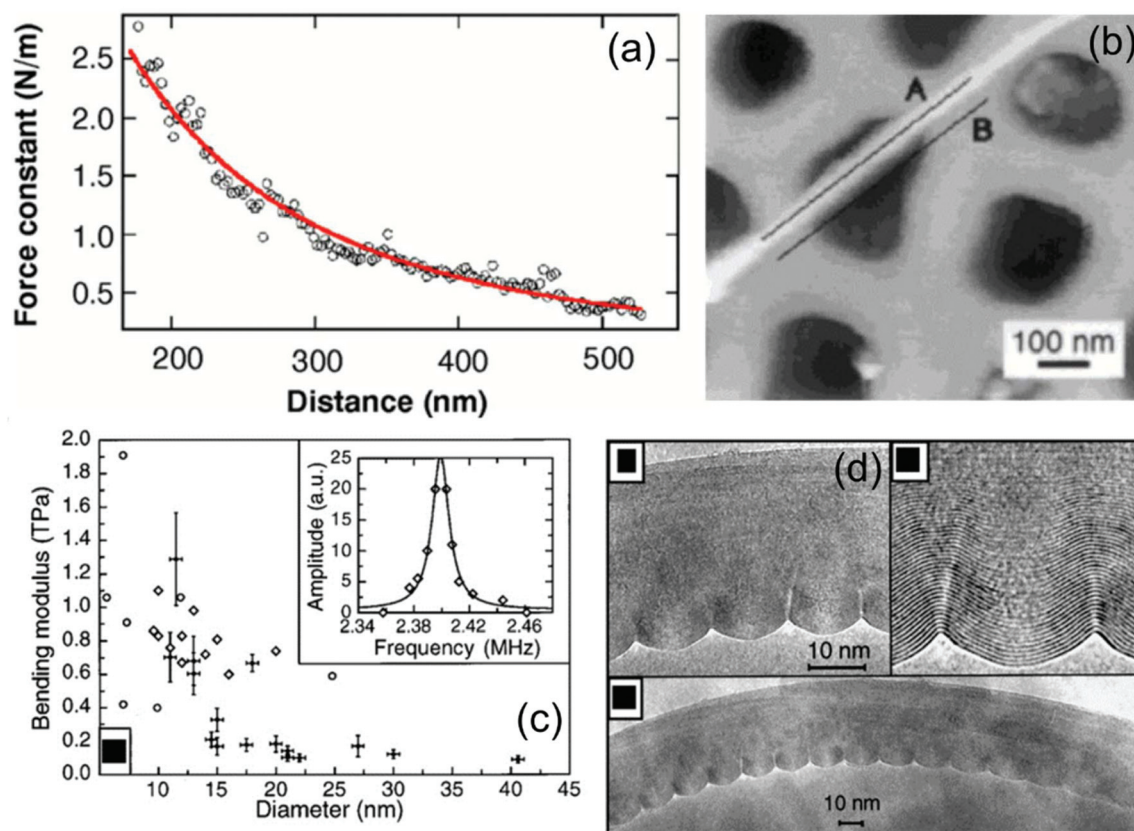 (a)
Force constant (N/m)
2.5
2.0
1.5
1.0
0.5
200 300 400 500
Distance (nm)
(b)
A
B
100 nm
(c)
Bending modulus (TPa)
2.0
1.8
1.6
1.4
1.2
1.0
0.8
0.6
0.4
0.2
0.0
5 10 15 20 25 30 35 40 45
Diameter (nm)
Amplitude (a.u.)
25
20
15
10
5
0
2.34 2.38 2.42 2.46
Frequency (MHz)
(d)
10 nm
10 nm